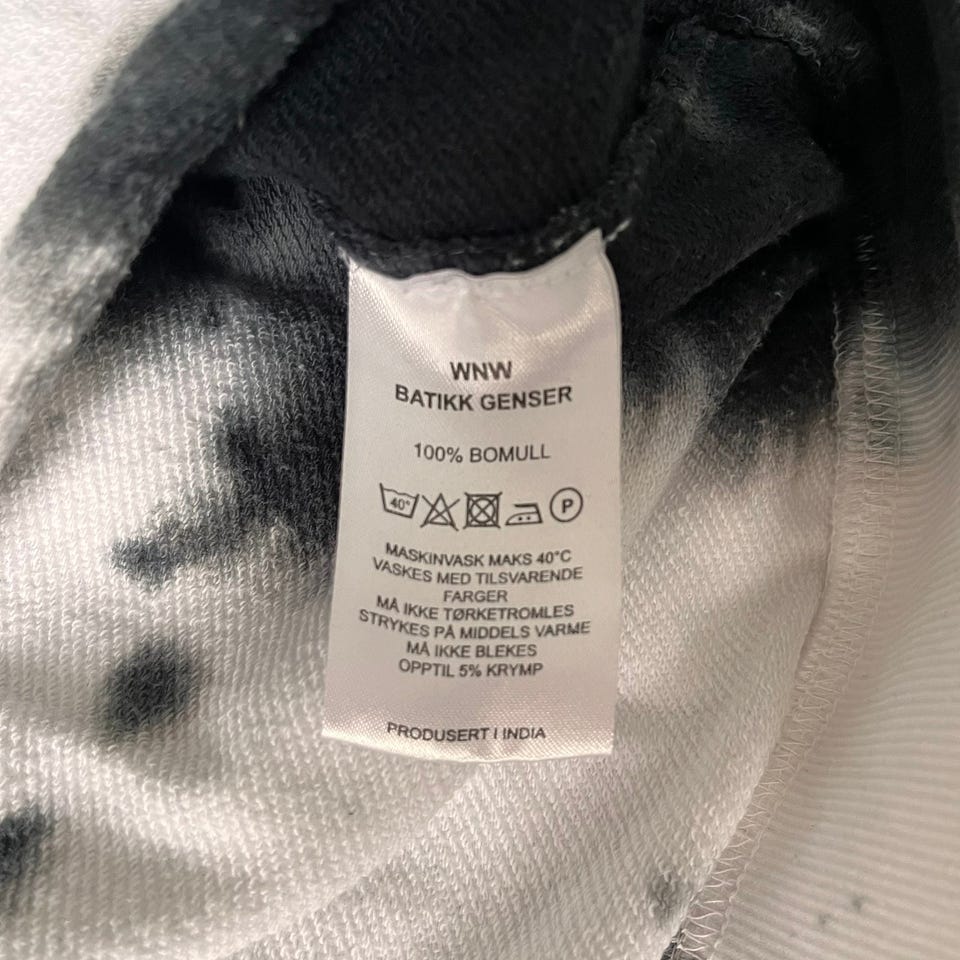 WNW
BATIKK GENSER
100% BOMULL
40° P
MASKINVASK MAKS 40°C
VASKES MED TILSVARENDE
FARGER
MÅ IKKE TØRKETROMLES
STRYKES PÅ MIDDELS VARME
MÅ IKKE BLEKES
OPPTIL 5% KRYMP
PRODUSERT I INDIA